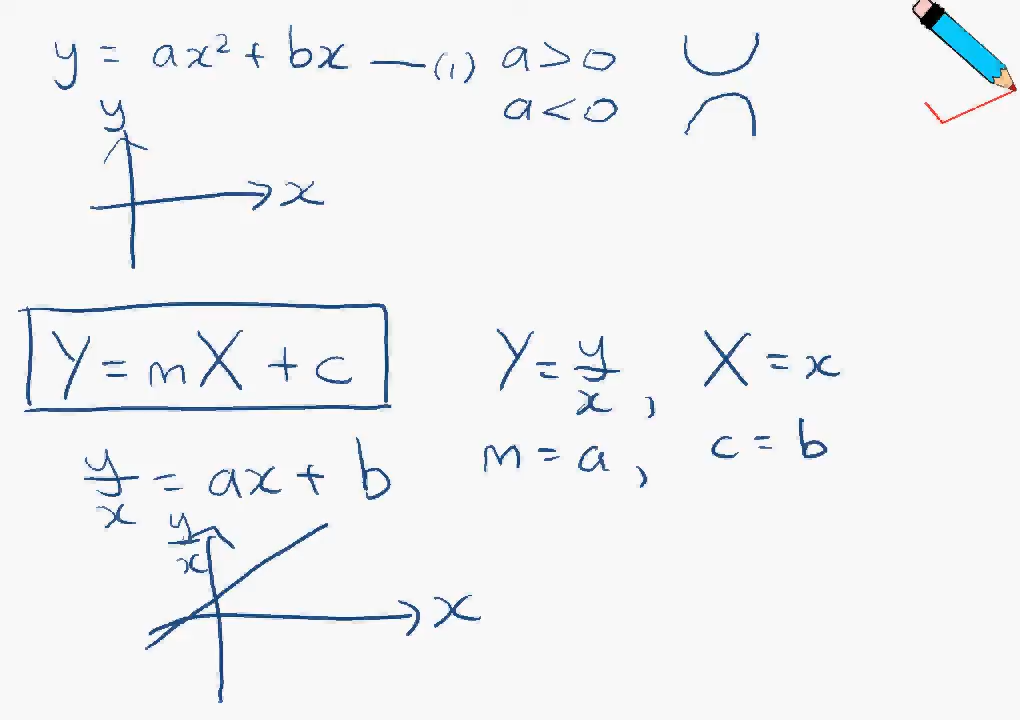 y = ax² + bx — (1) a > 0
a < 0
y
x
Y = mX + c
Y = y/x , X = x
m = a , c = b
y/x = ax + b
y/x
x